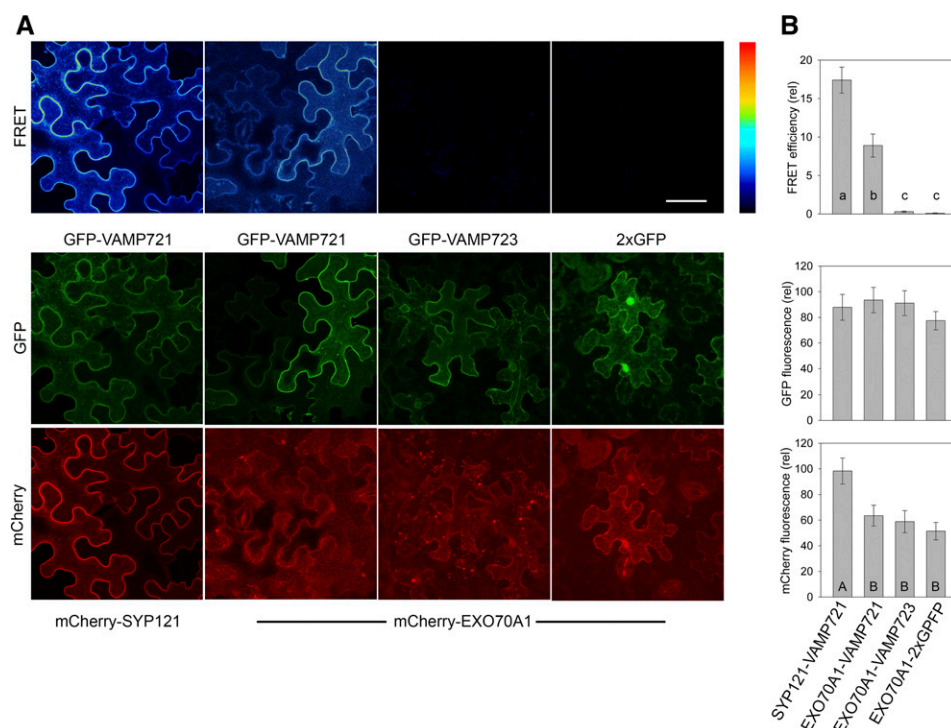 A
FRET
GFP-VAMP721
GFP-VAMP721
GFP-VAMP723
2xGFP
GFP
mCherry
mCherry-SYP121
mCherry-EXO70A1
B
FRET efficiency (rel)
20
15
10
5
0
a
b
c
c
GFP fluorescence (rel)
120
100
80
60
40
20
0
mCherry fluorescence (rel)
120
100
80
60
40
20
0
A
B
B
B
SYP121-VAMP721
EXO70A1-VAMP721
EXO70A1-VAMP723
EXO70A1-2xGPFP